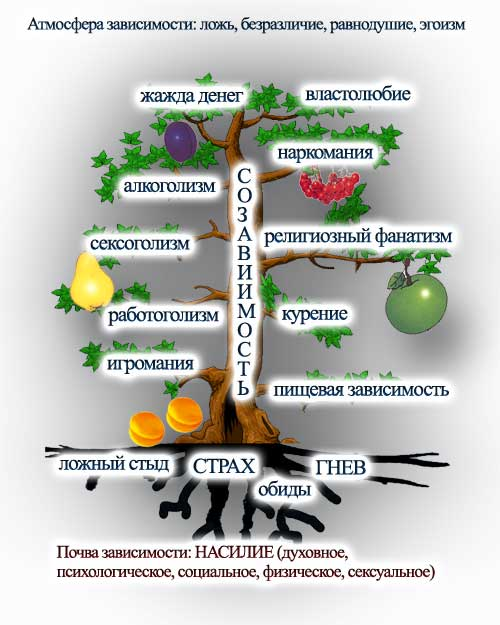 Атмосфера зависимости: ложь, безразличие, равнодушие, эгоизм
жажда денег
властолюбие
наркомания
алкоголизм
СОЗАВИИМОСТЬ
сексоголизм
религиозный фанатизм
работоголизм
курение
игромания
пищевая зависимость
ложный стыд
СТРАХ
ГНЕВ
обиды
Почва зависимости: НАСИЛИЕ (духовное,
психологическое, социальное, физическое, сексуальное)